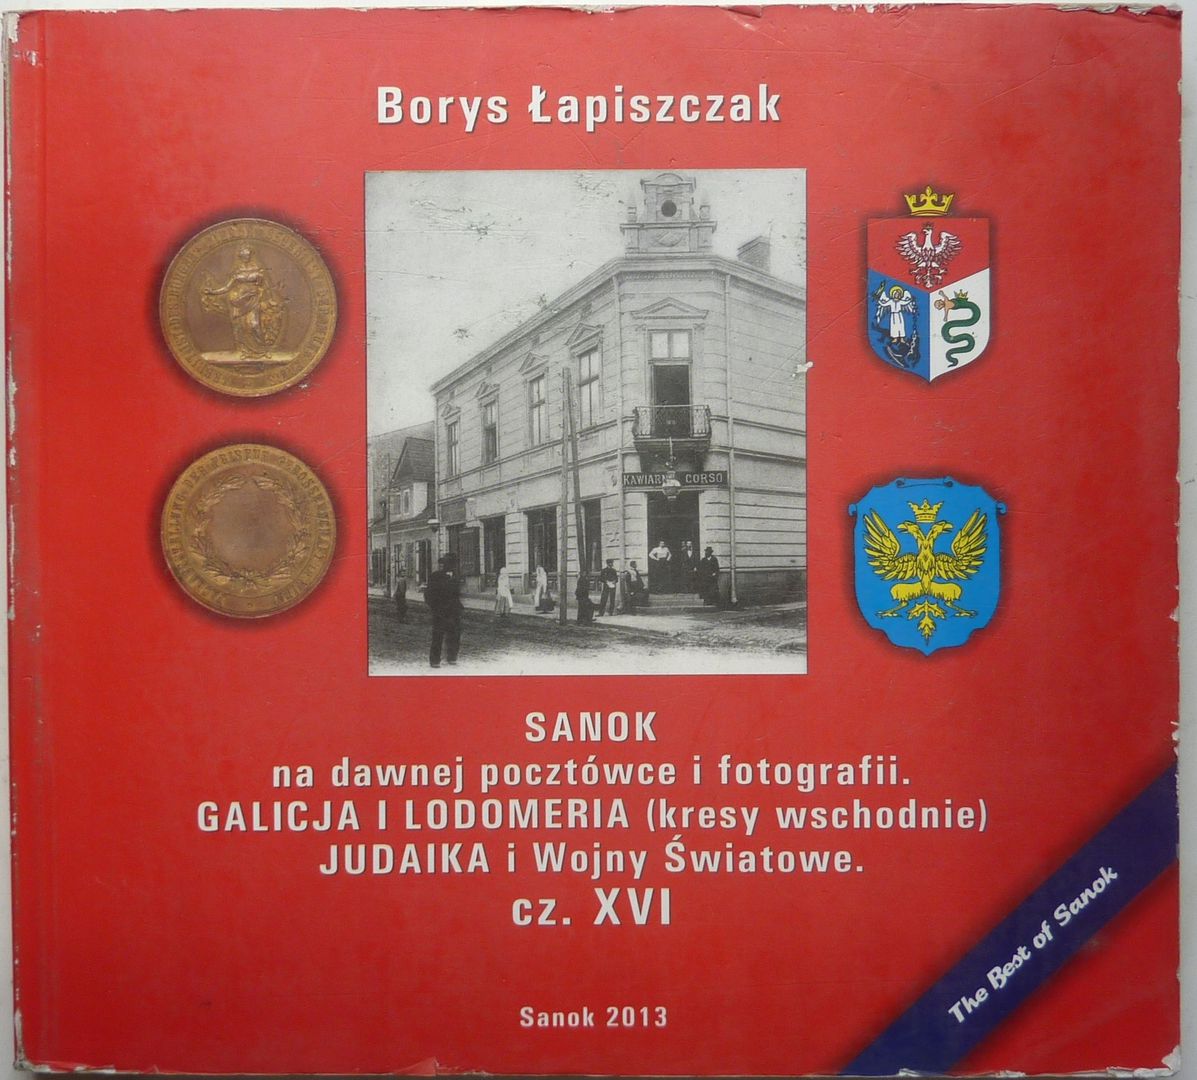 Borys Łapiszczak
KAWIARN CORSO
SANOK
na dawnej pocztówce i fotografii.
GALICJA I LODOMERIA (kresy wschodnie)
JUDAIKA i Wojny Światowe.
cz. XVI
The Best of Sanok
Sanok 2013